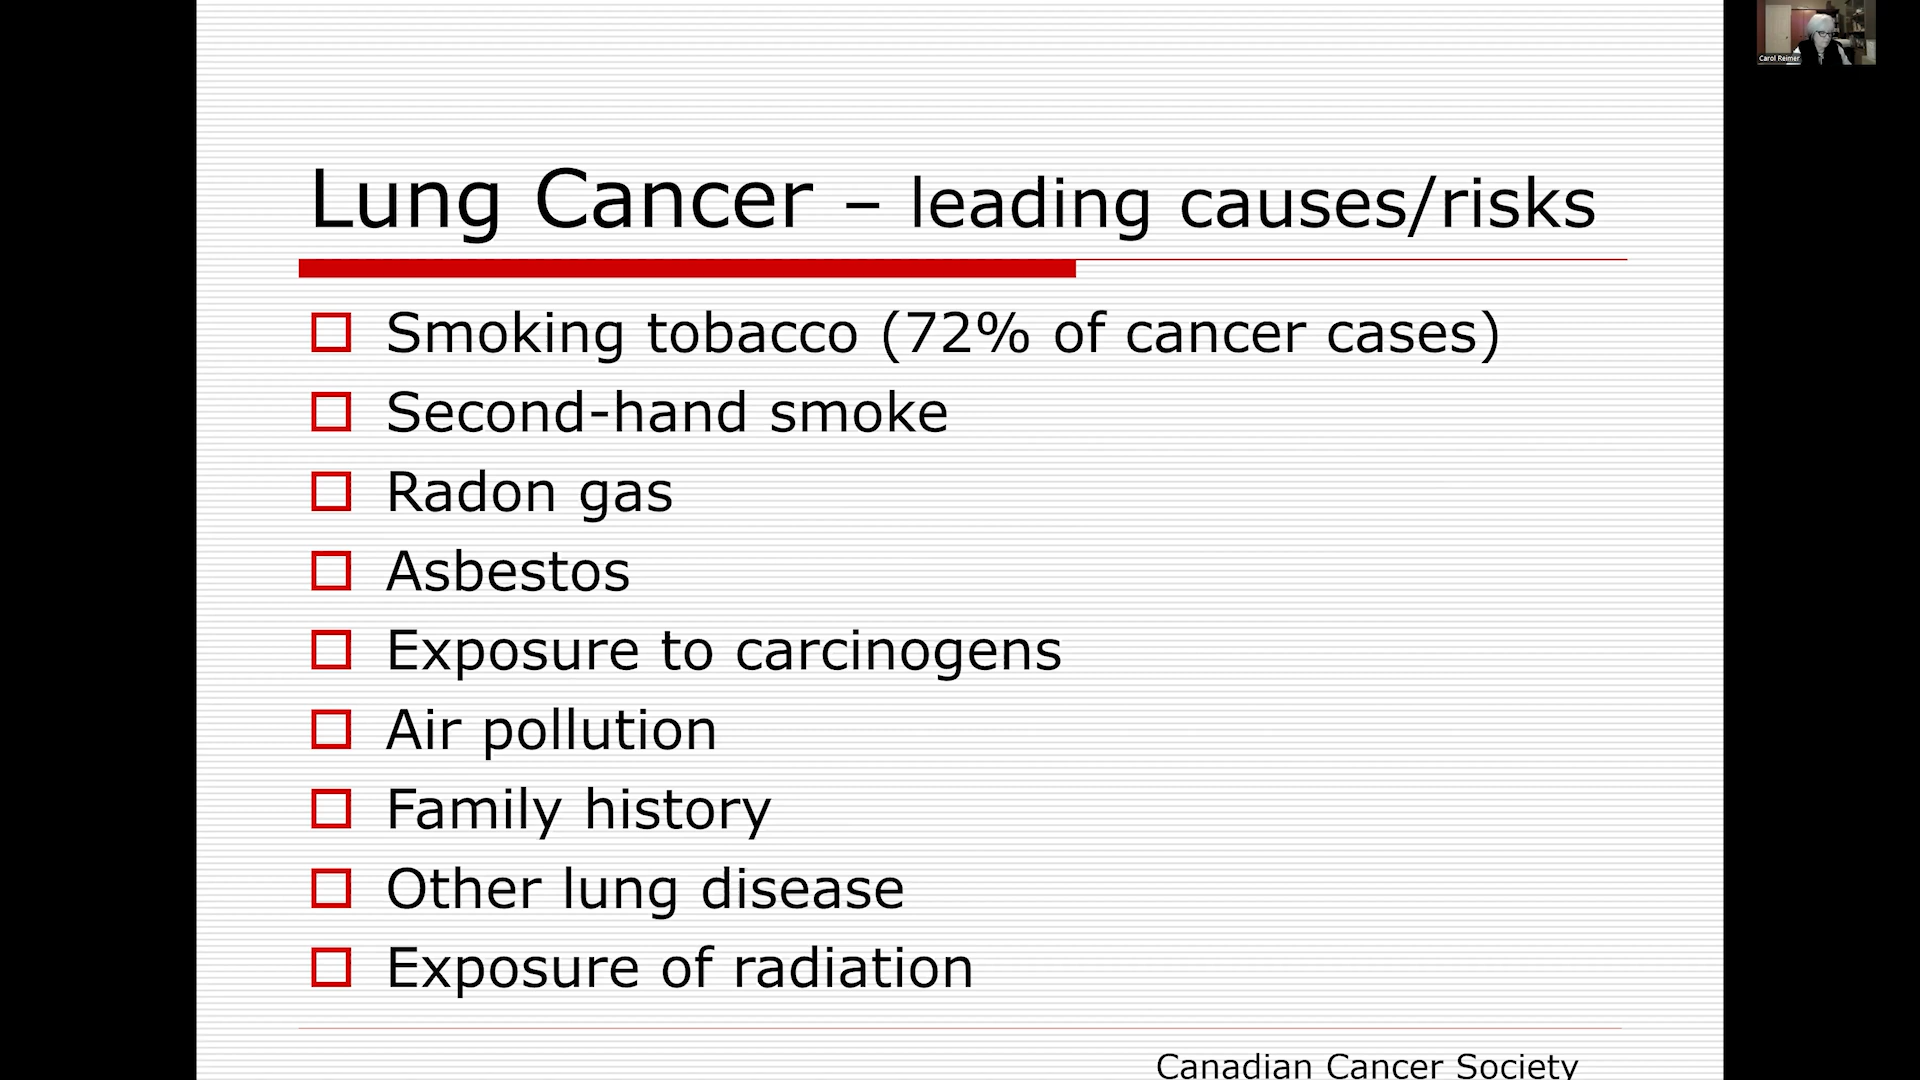 Carol Reimer
Lung Cancer – leading causes/risks
Smoking tobacco (72% of cancer cases)
Second-hand smoke
Radon gas
Asbestos
Exposure to carcinogens
Air pollution
Family history
Other lung disease
Exposure of radiation
Canadian Cancer Society